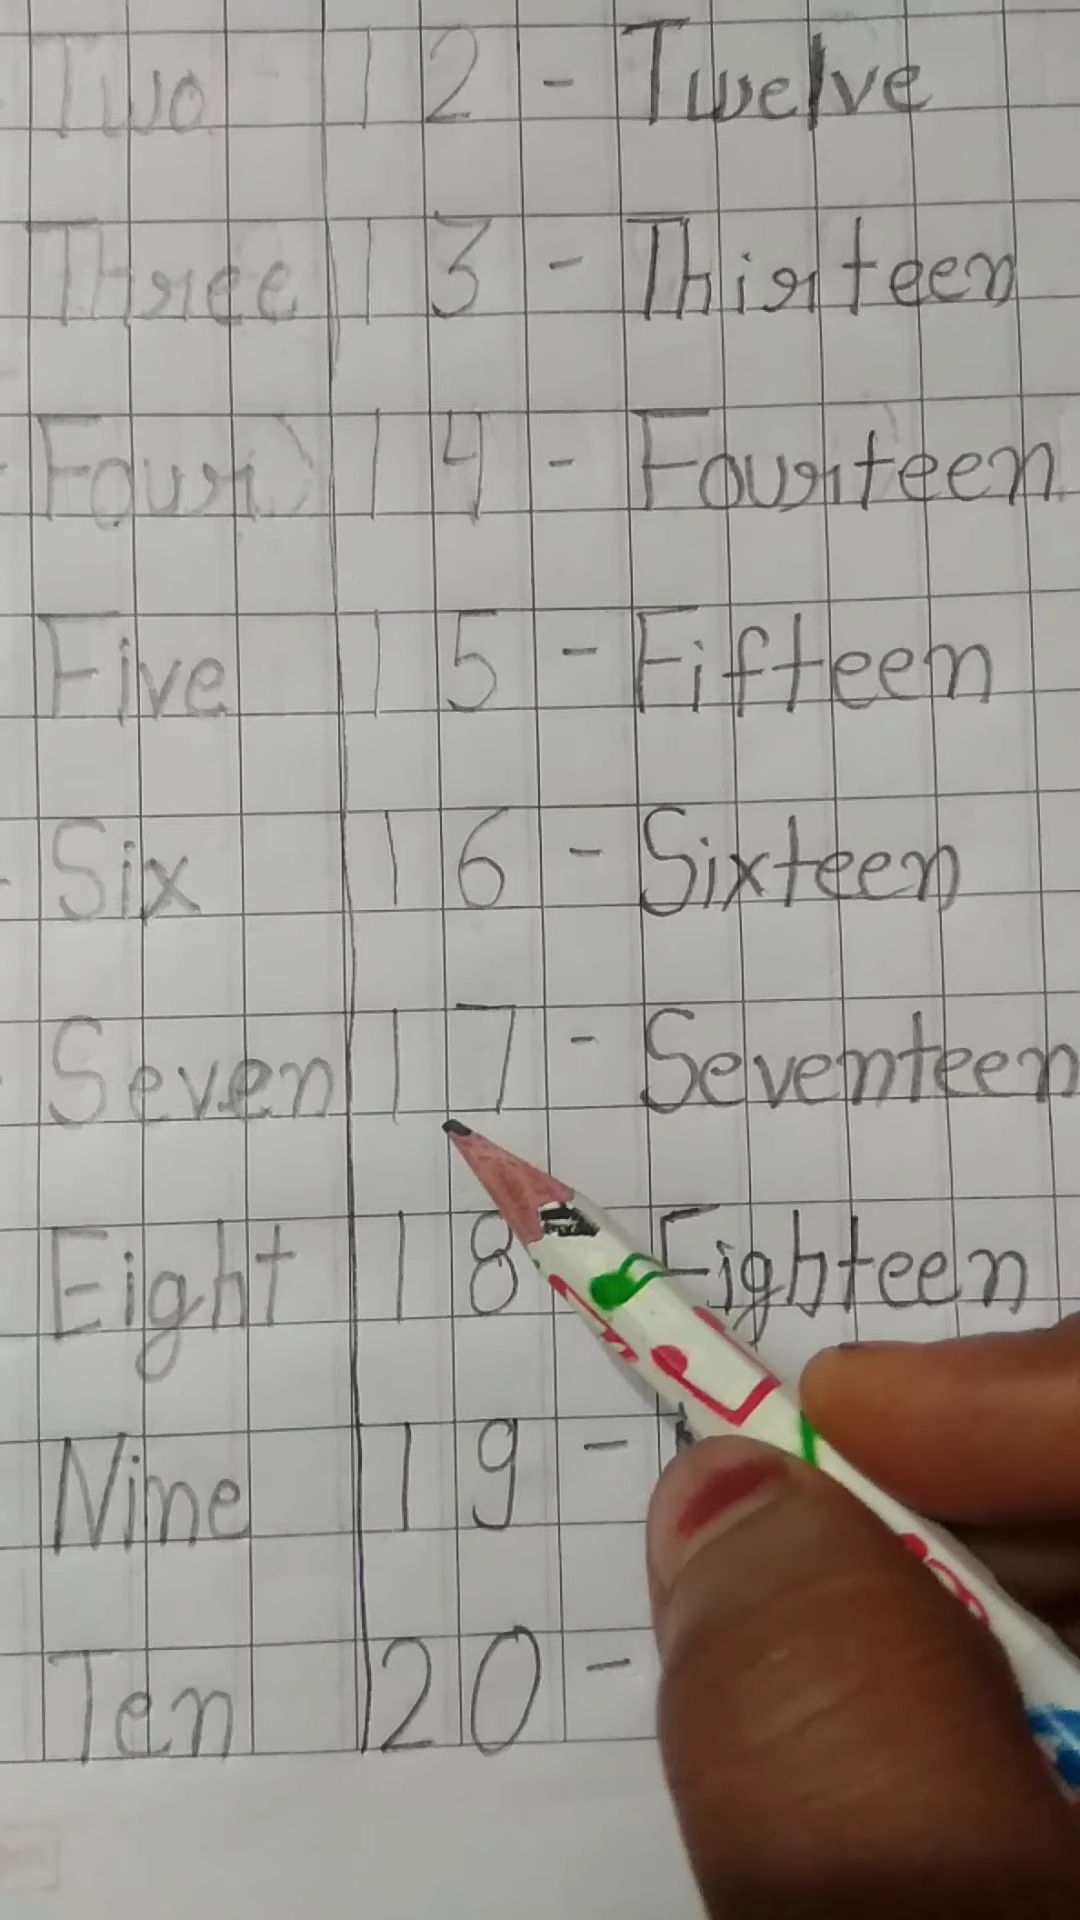 Two 12 - Twelve
Three 13 - Thirteen
Four 14 - Fourteen
Five 15 - Fifteen
Six 16 - Sixteen
Seven 17 - Seventeen
Eight 18 Eighteen
Nine 19 -
Ten 20 -